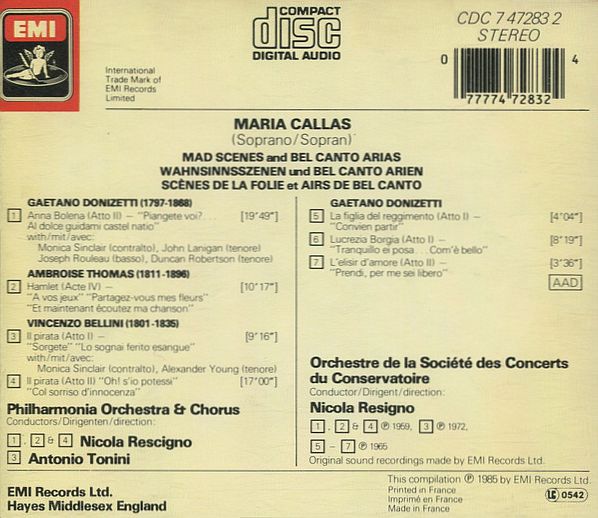 EMI
International
Trade Mark of
EMI Records
Limited
COMPACT
disc
DIGITAL AUDIO
CDC 7 47283 2
STEREO
0
4
77774 72832
MARIA CALLAS
(Soprano/Sopran)
MAD SCENES and BEL CANTO ARIAS
WAHNSINNSSZENEN und BEL CANTO ARIEN
SCÈNES DE LA FOLIE et AIRS DE BEL CANTO
GAETANO DONIZETTI (1797-1868)
1 Anna Bolena (Atto II) – "Piangete voi?... [19'49"]
Al dolce guidami castel natio"
with/mit/avec:
Monica Sinclair (contralto), John Lanigan (tenore)
Joseph Rouleau (basso), Duncan Robertson (tenore)
AMBROISE THOMAS (1811-1896)
2 Hamlet (Acte IV) – [10'17"]
"A vos jeux" "Partagez-vous mes fleurs"
"Et maintenant écoutez ma chanson"
VINCENZO BELLINI (1801-1835)
3 Il pirata (Atto I) – [9'16"]
"Sorgete" "Lo sognai ferito esangue"
with/mit/avec:
Monica Sinclair (contralto), Alexander Young (tenore)
4 Il pirata (Atto II) "Oh! s'io potessi" [17'00"]
"Col sorriso d'innocenza"
Philharmonia Orchestra & Chorus
Conductors/Dirigenten/direction:
1, 2 & 4 Nicola Rescigno
3 Antonio Tonini
EMI Records Ltd.
Hayes Middlesex England
GAETANO DONIZETTI
5 La figlia del reggimento (Atto I) – [4'04"]
"Convien partir"
6 Lucrezia Borgia (Atto I) – [8'19"]
"Tranquillo ei posa... Com'è bello"
7 L'elisir d'amore (Atto II) – [3'36"]
"Prendi, per me sei libero"
AAD
Orchestre de la Société des Concerts
du Conservatoire
Conductor/Dirigent/direction:
Nicola Resigno
1, 2 & 4 ℗ 1959, 3 ℗ 1972,
5 – 7 ℗ 1965
Original sound recordings made by EMI Records Ltd.
This compilation ℗ 1985 by EMI Records Ltd.
Printed in France
Imprimé en France
Made in France
LC 0542